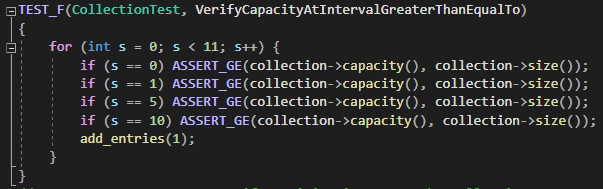 TEST_F(CollectionTest, VerifyCapacityAtIntervalGreaterThanEqualTo)
{
    for (int s = 0; s < 11; s++) {
        if (s == 0) ASSERT_GE(collection->capacity(), collection->size());
        if (s == 1) ASSERT_GE(collection->capacity(), collection->size());
        if (s == 5) ASSERT_GE(collection->capacity(), collection->size());
        if (s == 10) ASSERT_GE(collection->capacity(), collection->size());
        add_entries(1);
    }
}